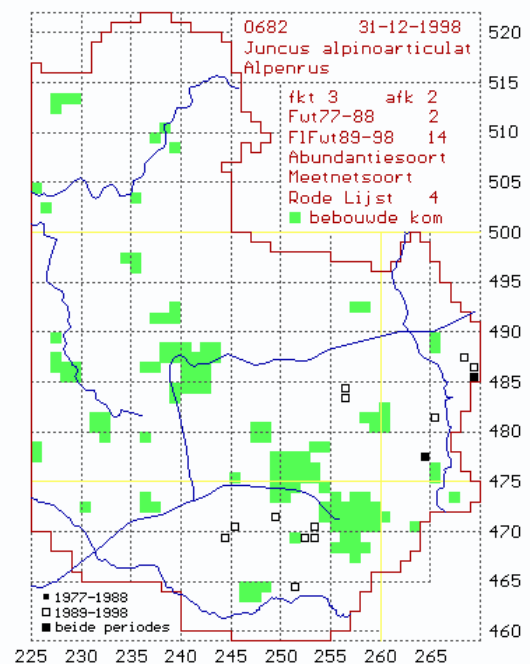 0682 31-12-1998
Juncus alpinoarticulat
Alpenrus
fkt 3 afk 2
Fwt77-88 2
FlFwt89-98 14
Abundantiesoort
Meetnetsoort
Rode Lijst 4
bebouwde kom
520
515
510
505
500
495
490
485
480
475
470
465
460
1977-1988
1989-1998
beide periodes
225 230 235 240 245 250 255 260 265